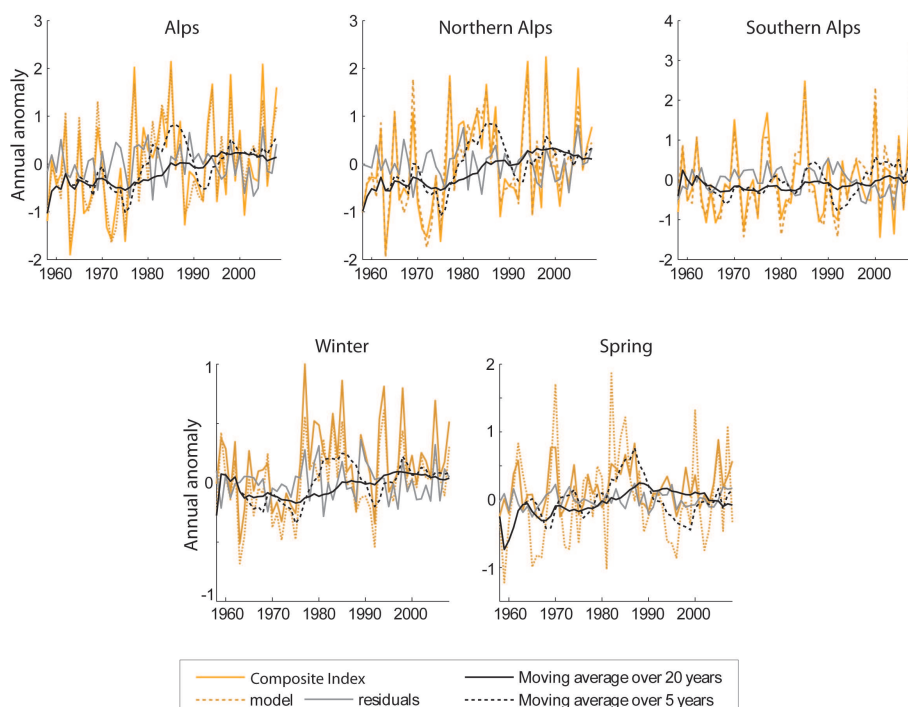 Alps
Northern Alps
Southern Alps
Annual anomaly
3
2
1
0
-1
-2
1960 1970 1980 1990 2000
3
2
1
0
-1
-2
1960 1970 1980 1990 2000
4
3
2
1
0
-1
-2
1960 1970 1980 1990 2000
Winter
Spring
Annual anomaly
1
0
-1
1960 1970 1980 1990 2000
2
1
0
-1
1960 1970 1980 1990 2000
Composite Index
Moving average over 20 years
model
residuals
Moving average over 5 years